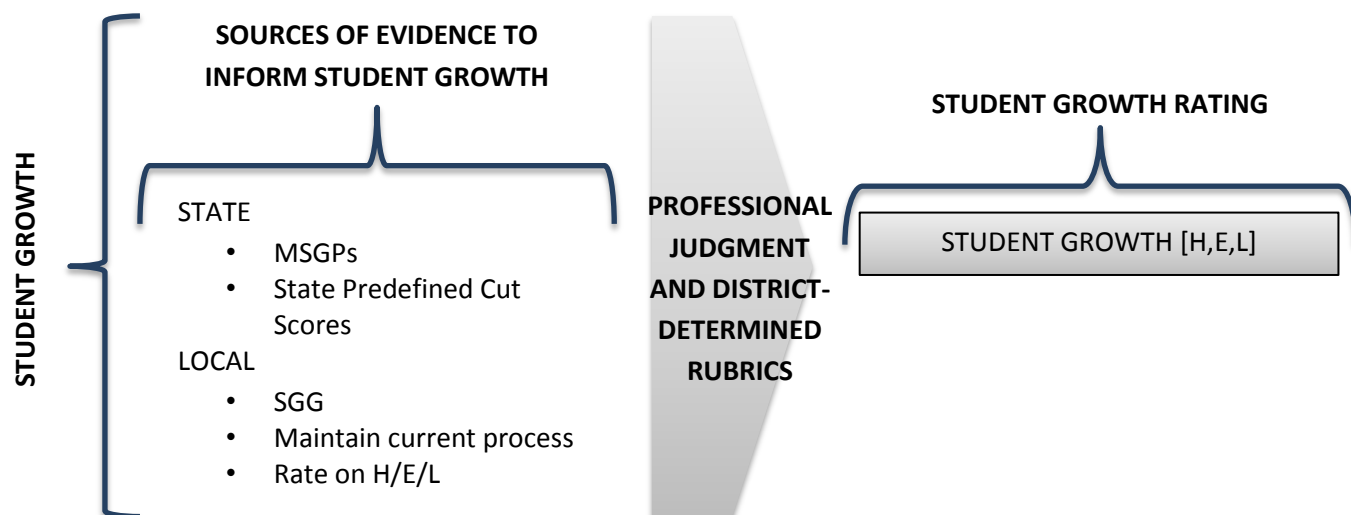 STUDENT GROWTH
SOURCES OF EVIDENCE TO
INFORM STUDENT GROWTH
STATE
• MSGPs
• State Predefined Cut
Scores
LOCAL
• SGG
• Maintain current process
• Rate on H/E/L
PROFESSIONAL
JUDGMENT
AND DISTRICT-
DETERMINED
RUBRICS
STUDENT GROWTH RATING
STUDENT GROWTH [H,E,L]